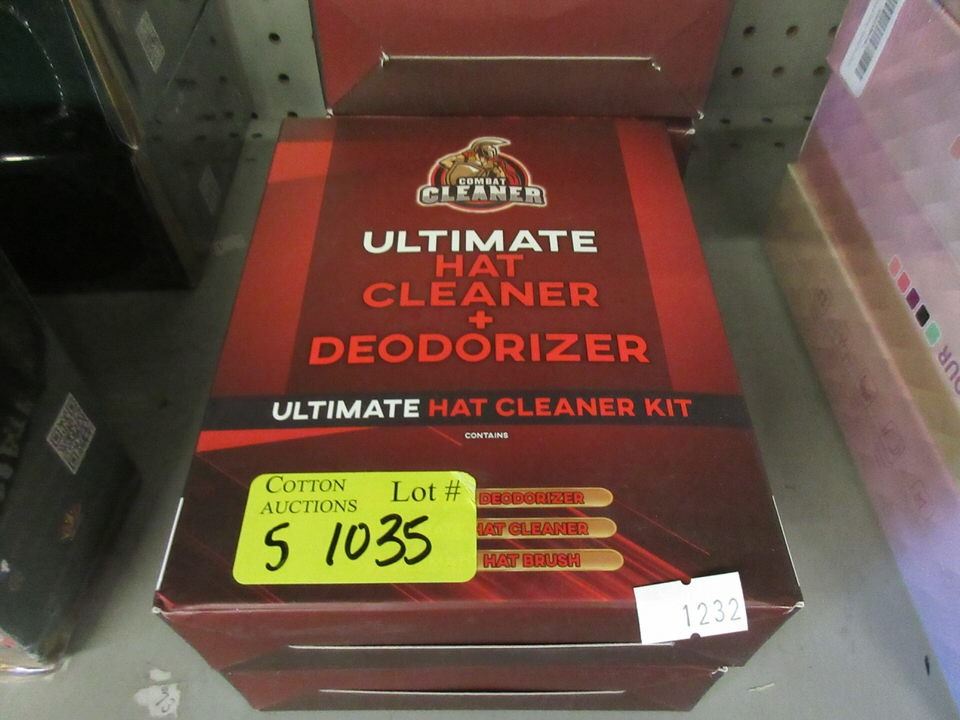 COMBAT
CLEANER
ULTIMATE
HAT
CLEANER
+
DEODORIZER
ULTIMATE HAT CLEANER KIT
CONTAINS
COTTON
AUCTIONS
Lot #
S 1035
DEODORIZER
HAT CLEANER
HAT BRUSH
1232
OUR